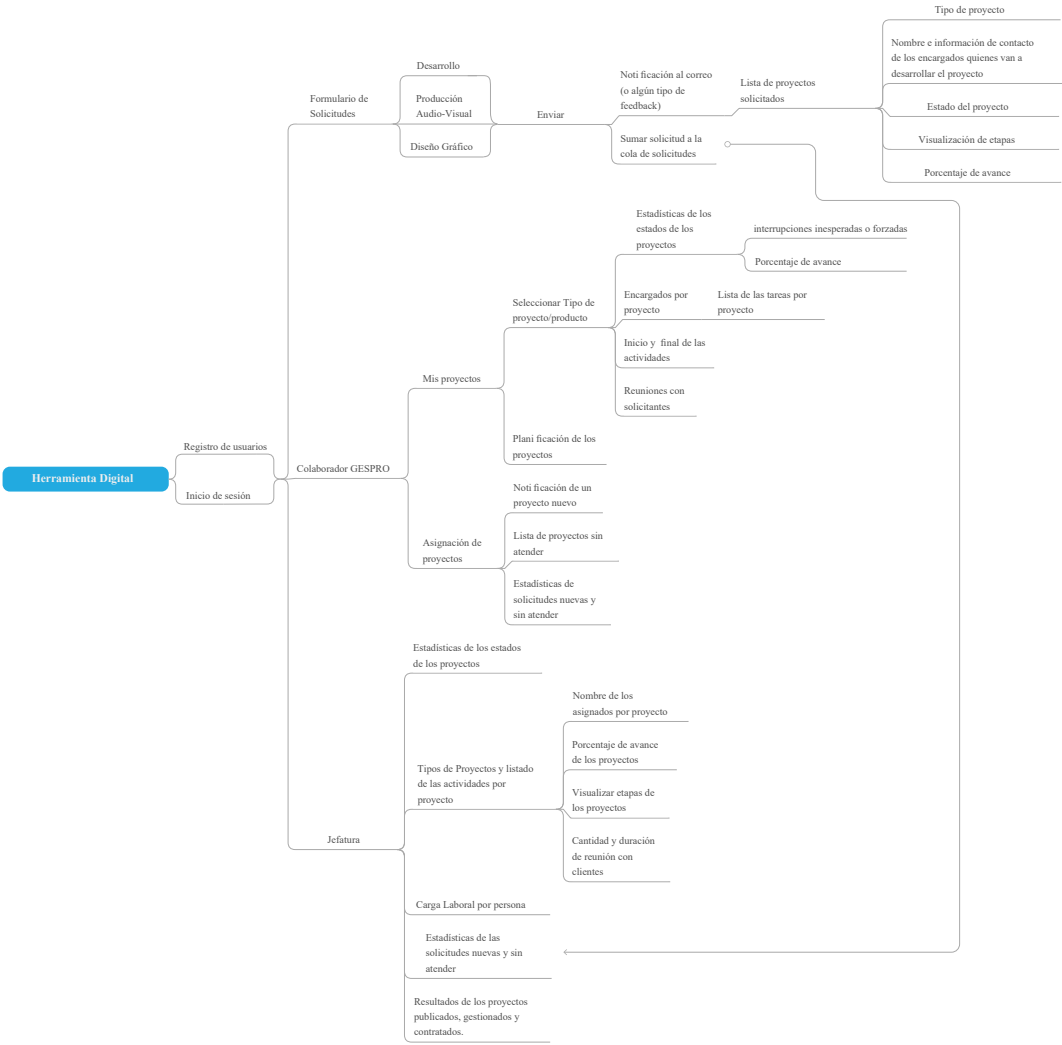 Herramienta Digital
Registro de usuarios
Inicio de sesión
Formulario de
Solicitudes
Desarrollo
Producción
Audio-Visual
Diseño Gráfico
Enviar
Noti ficación al correo
(o algún tipo de
feedback)
Sumar solicitud a la
cola de solicitudes
Lista de proyectos
solicitados
Tipo de proyecto
Nombre e información de contacto
de los encargados quienes van a
desarrollar el proyecto
Estado del proyecto
Visualización de etapas
Porcentaje de avance
Colaborador GESPRO
Mis proyectos
Seleccionar Tipo de
proyecto/producto
Estadísticas de los
estados de los
proyectos
interrupciones inesperadas o forzadas
Porcentaje de avance
Encargados por
proyecto
Lista de las tareas por
proyecto
Inicio y final de las
actividades
Reuniones con
solicitantes
Plani ficación de los
proyectos
Asignación de
proyectos
Noti ficación de un
proyecto nuevo
Lista de proyectos sin
atender
Estadísticas de
solicitudes nuevas y
sin atender
Jefatura
Estadísticas de los estados
de los proyectos
Tipos de Proyectos y listado
de las actividades por
proyecto
Nombre de los
asignados por proyecto
Porcentaje de avance
de los proyectos
Visualizar etapas de
los proyectos
Cantidad y duración
de reunión con
clientes
Carga Laboral por persona
Estadísticas de las
solicitudes nuevas y sin
atender
Resultados de los proyectos
publicados, gestionados y
contratados.